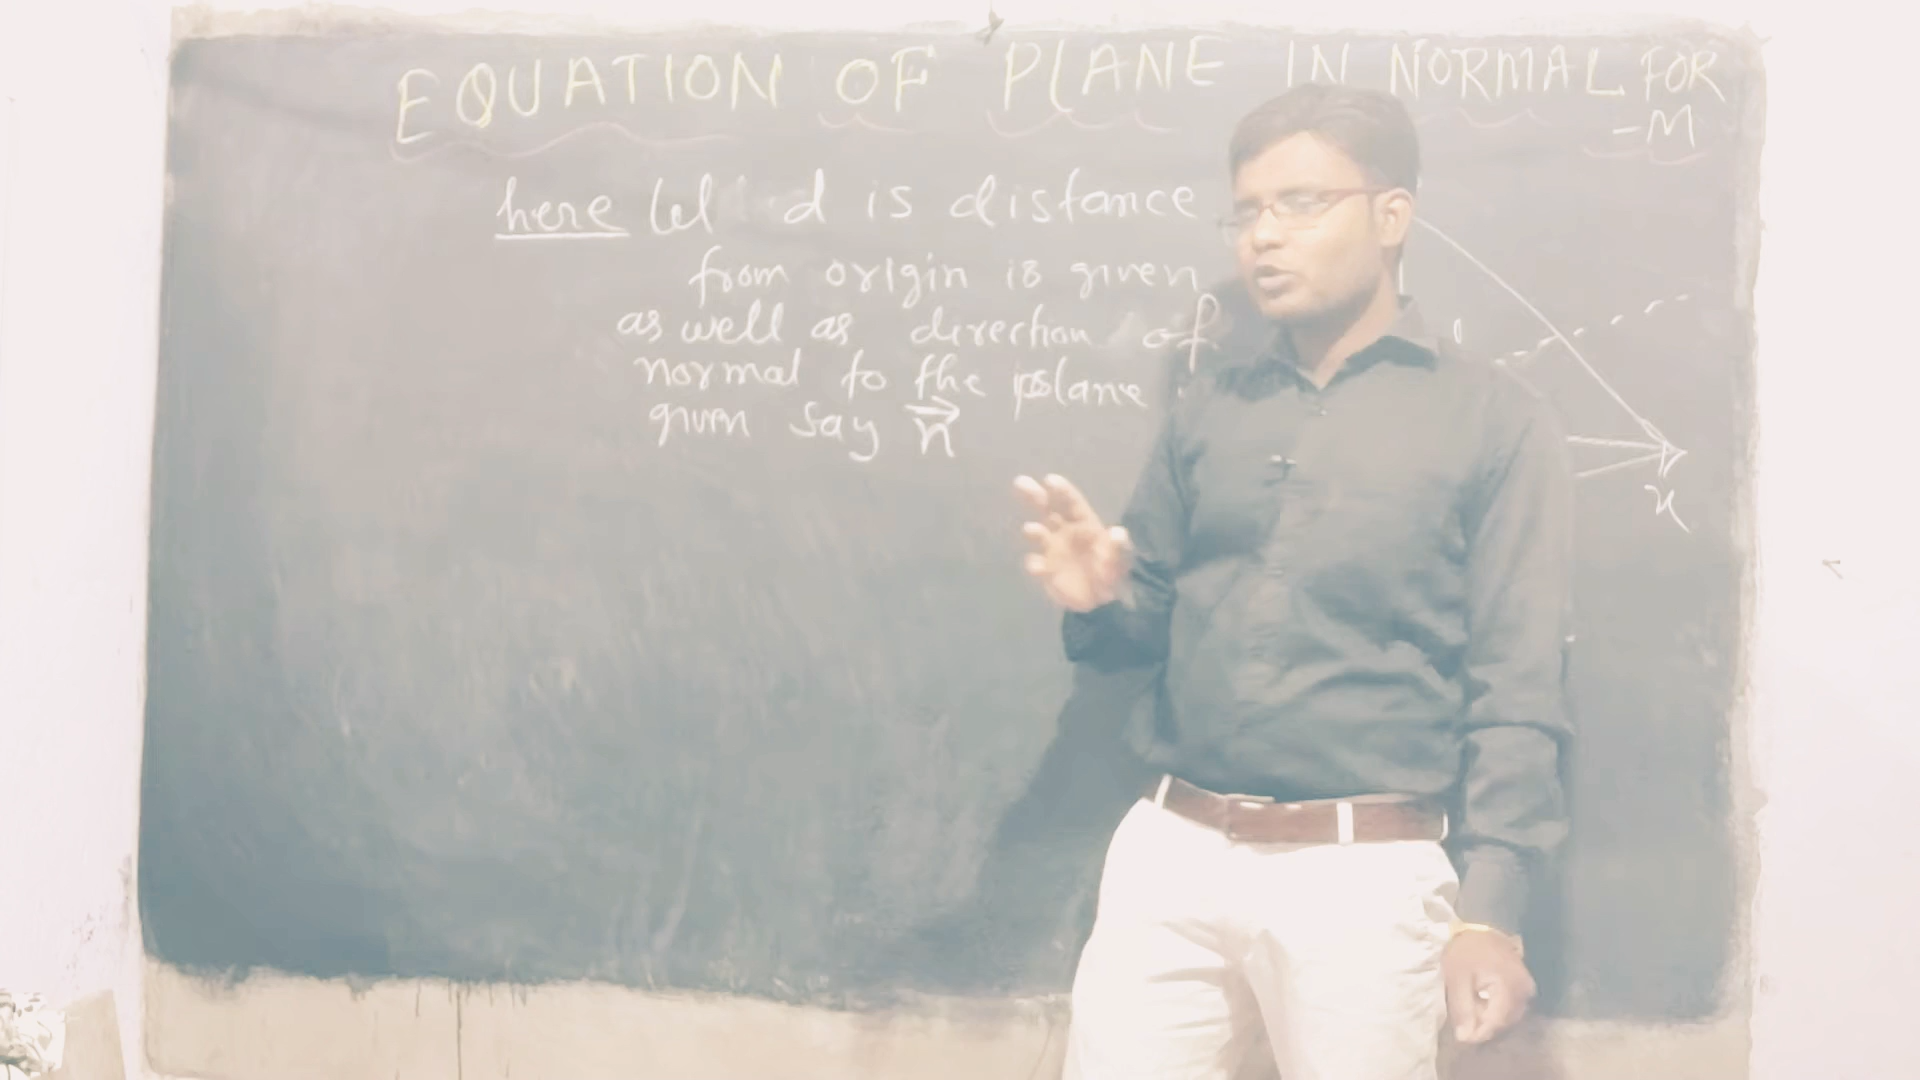 EQUATION OF PLANE IN NORMAL FOR
-M
here let d is distance
from origin is given
as well as direction of
normal to the plane
given say n⃗
x